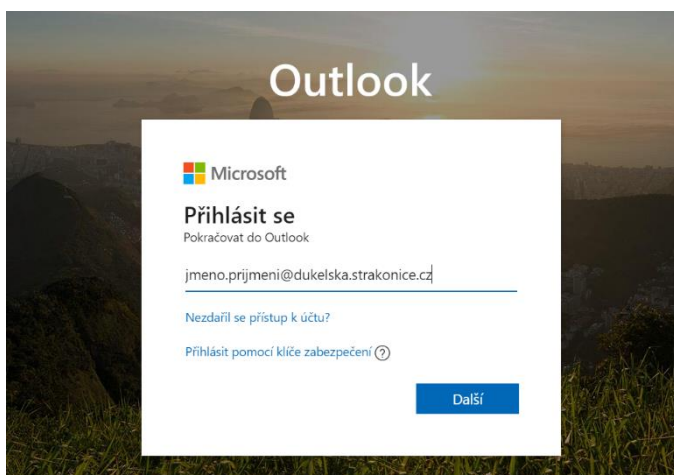 Outlook
Microsoft
Přihlásit se
Pokračovat do Outlook
jmeno.prijmeni@dukelska.strakonice.cz
Nezdařil se přístup k účtu?
Přihlásit pomocí klíče zabezpečení ?
Další